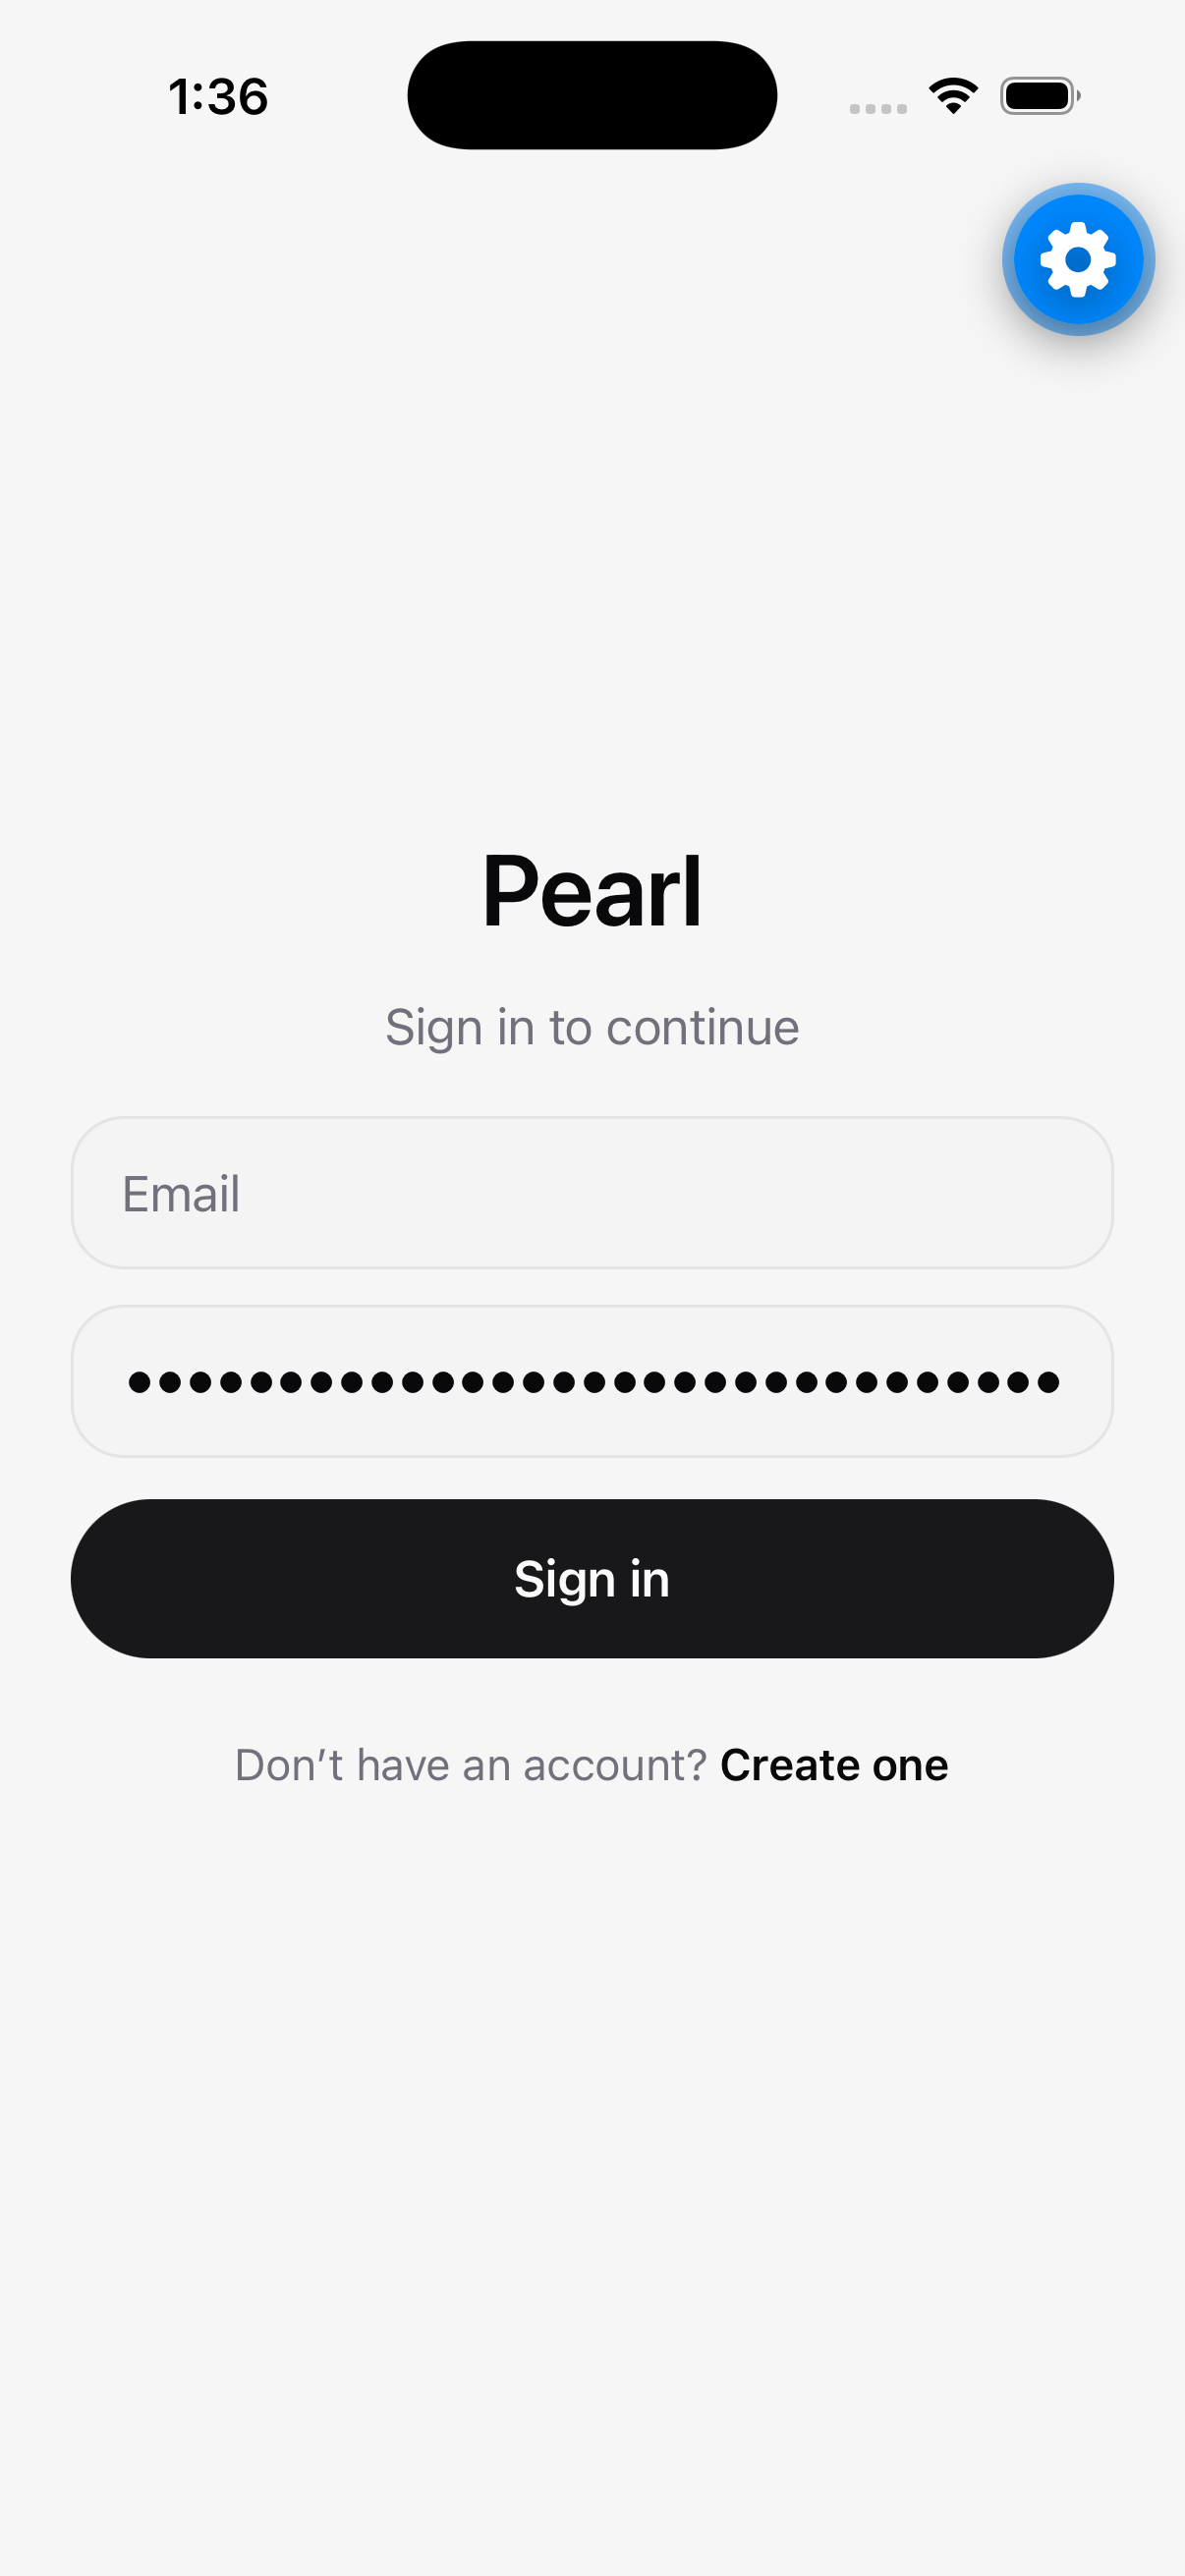 1:36
Pearl
Sign in to continue
Email
•••••••••••••••••••••••••••••••
Sign in
Don’t have an account? Create one